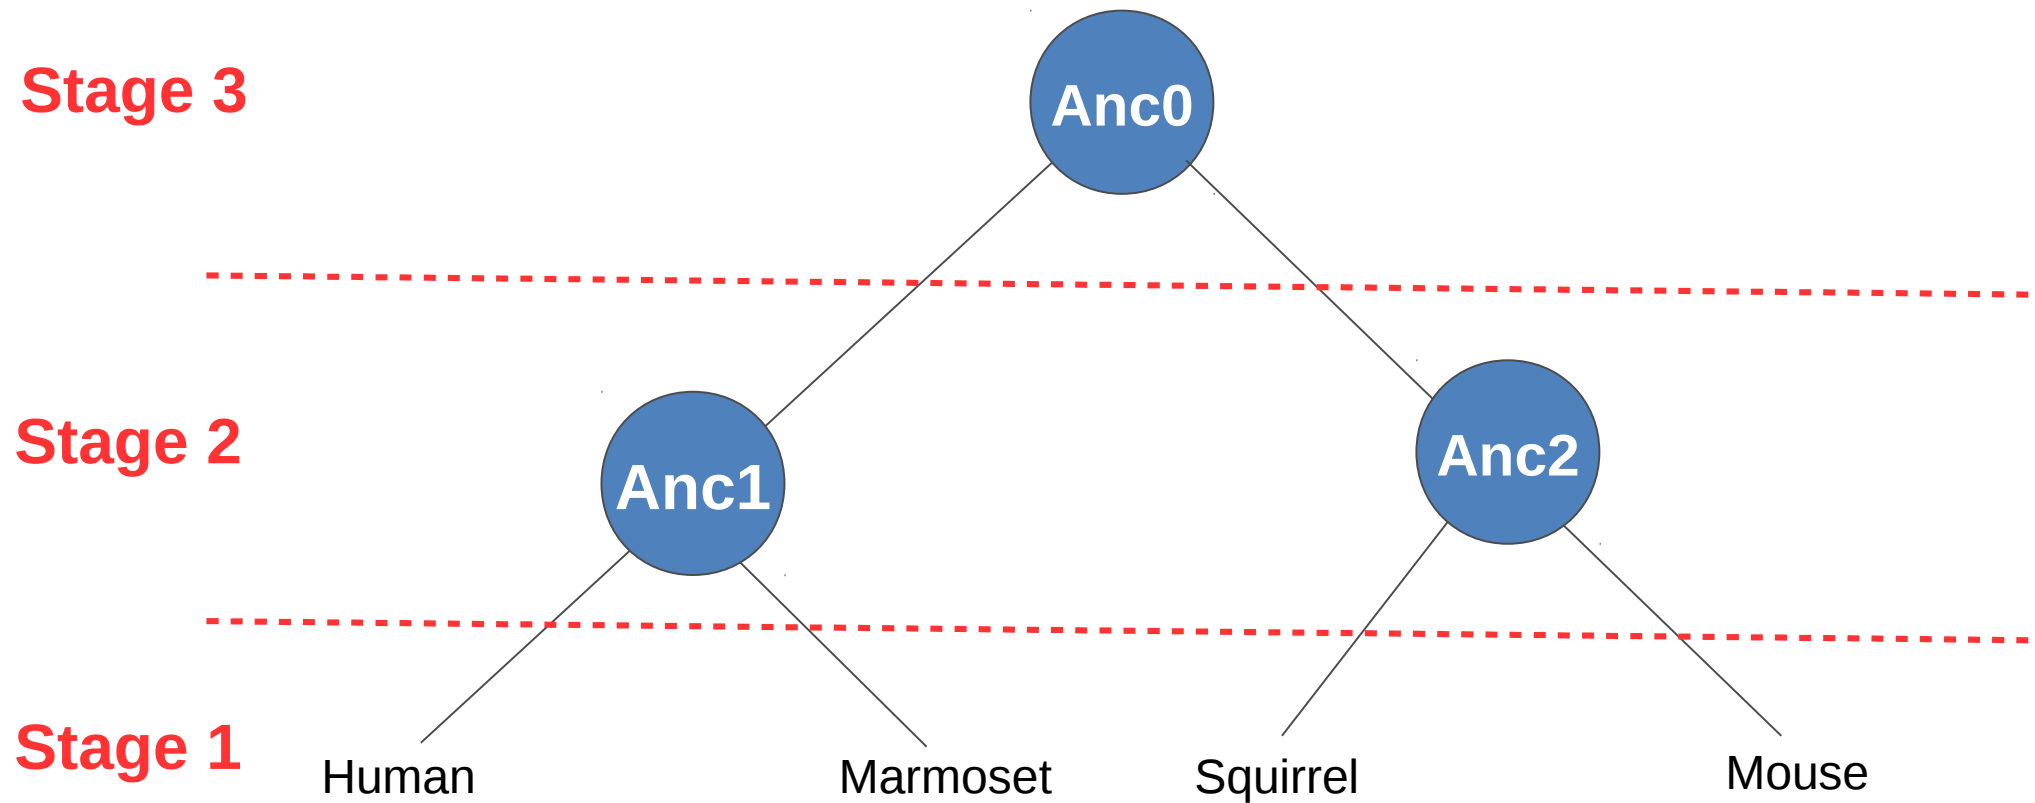 Stage 3
Anc0
Stage 2
Anc1
Anc2
Stage 1
Human
Marmoset
Squirrel
Mouse